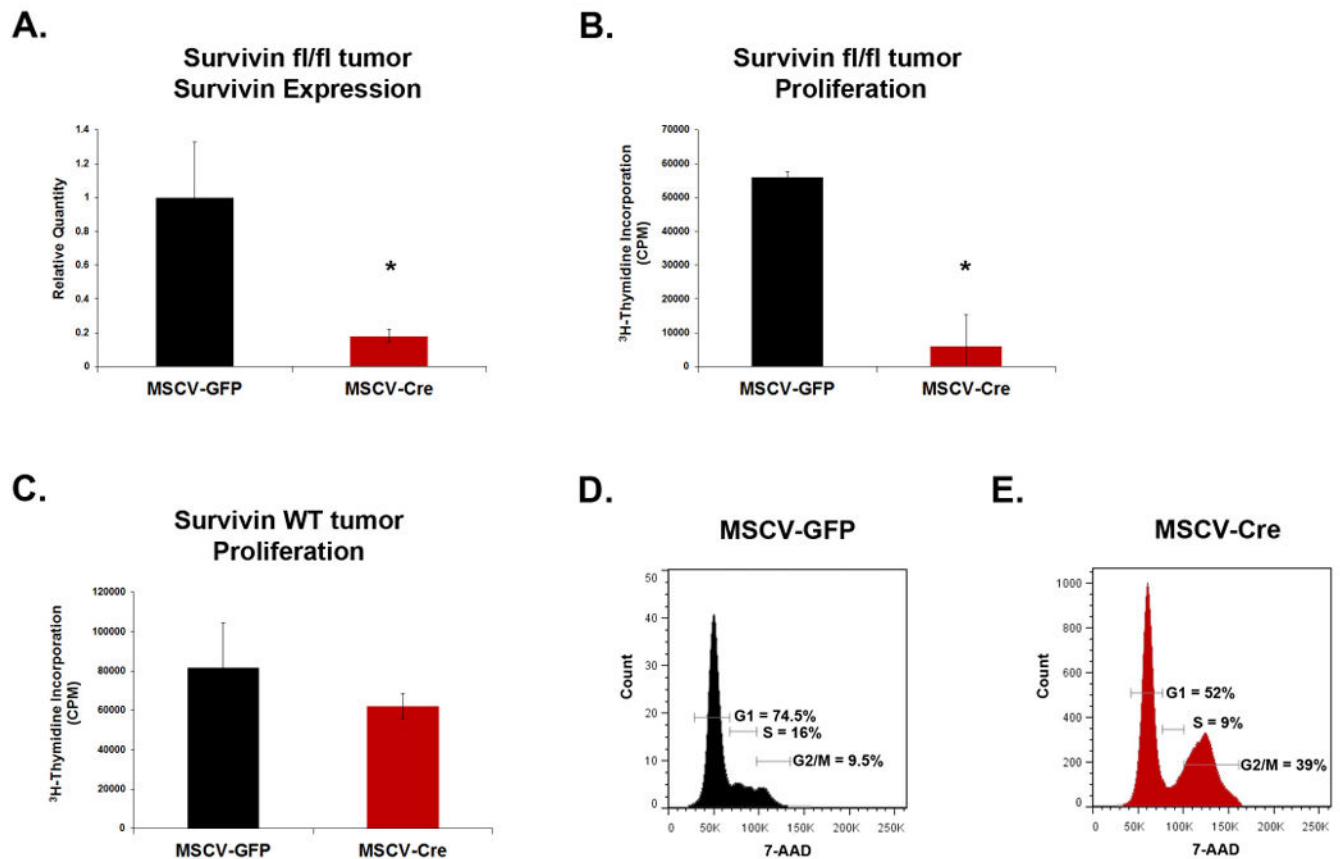 A.
Survivin fl/fl tumor
Survivin Expression
Relative Quantity
1.4
1.2
1
0.8
0.6
0.4
0.2
0
*
MSCV-GFP MSCV-Cre
B.
Survivin fl/fl tumor
Proliferation
³H-Thymidine Incorporation
(CPM)
70000
60000
50000
40000
30000
20000
10000
0
*
MSCV-GFP MSCV-Cre
C.
Survivin WT tumor
Proliferation
³H-Thymidine Incorporation
(CPM)
120000
100000
80000
60000
40000
20000
0
MSCV-GFP MSCV-Cre
D.
MSCV-GFP
Count
50
40
30
20
10
0
G1 = 74.5%
S = 16%
G2/M = 9.5%
0 50K 100K 150K 200K 250K
7-AAD
E.
MSCV-Cre
Count
1000
800
600
400
200
0
G1 = 52%
S = 9%
G2/M = 39%
0 50K 100K 150K 200K 250K
7-AAD